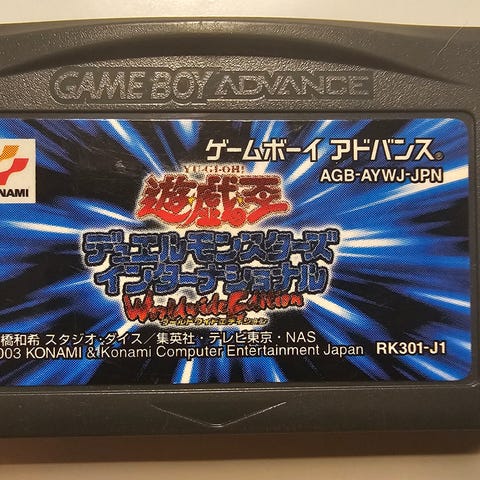 GAME BOY ADVANCE
ゲームボーイ アドバンス®
AGB-AYWJ-JPN
KONAMI
YU-GI-OH!
遊☆戯☆王
デュエルモンスターズ
インターナショナル
Worldwide Edition
ワールドワイドエディション
橋和希 スタジオ・ダイス／集英社・テレビ東京・NAS
2003 KONAMI & Konami Computer Entertainment Japan
RK301-J1